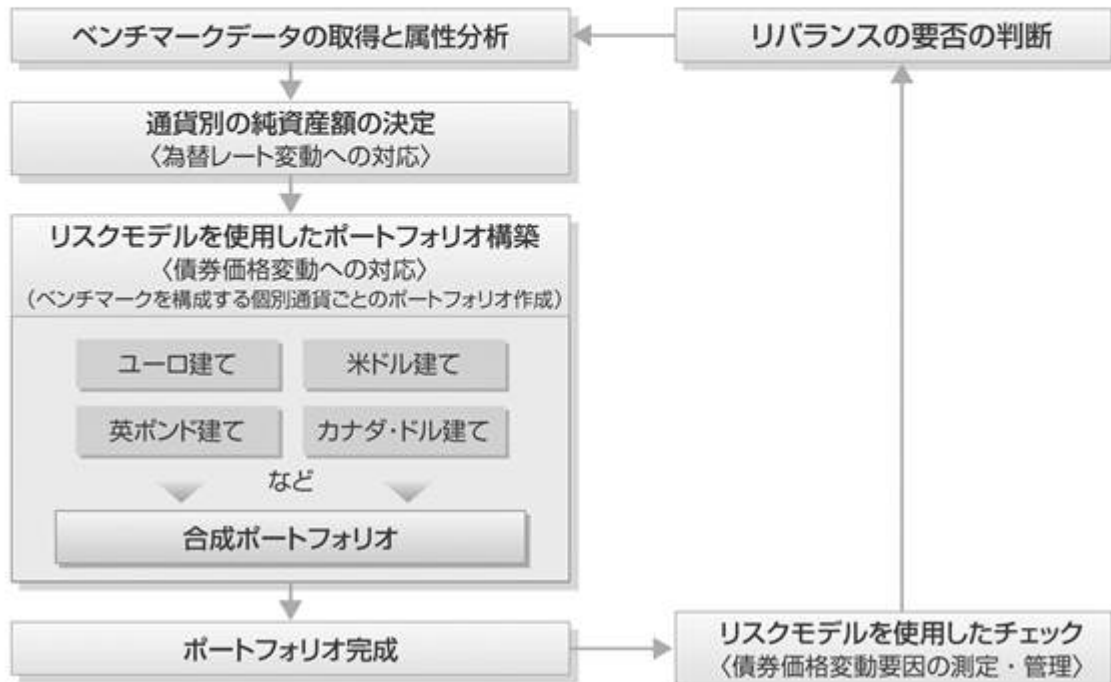 ベンチマークデータの取得と属性分析
リバランスの要否の判断
通貨別の純資産額の決定
〈為替レート変動への対応〉
リスクモデルを使用したポートフォリオ構築
〈債券価格変動への対応〉
(ベンチマークを構成する個別通貨ごとのポートフォリオ作成)
ユーロ建て
米ドル建て
英ポンド建て
カナダ・ドル建て
など
合成ポートフォリオ
ポートフォリオ完成
リスクモデルを使用したチェック
〈債券価格変動要因の測定・管理〉